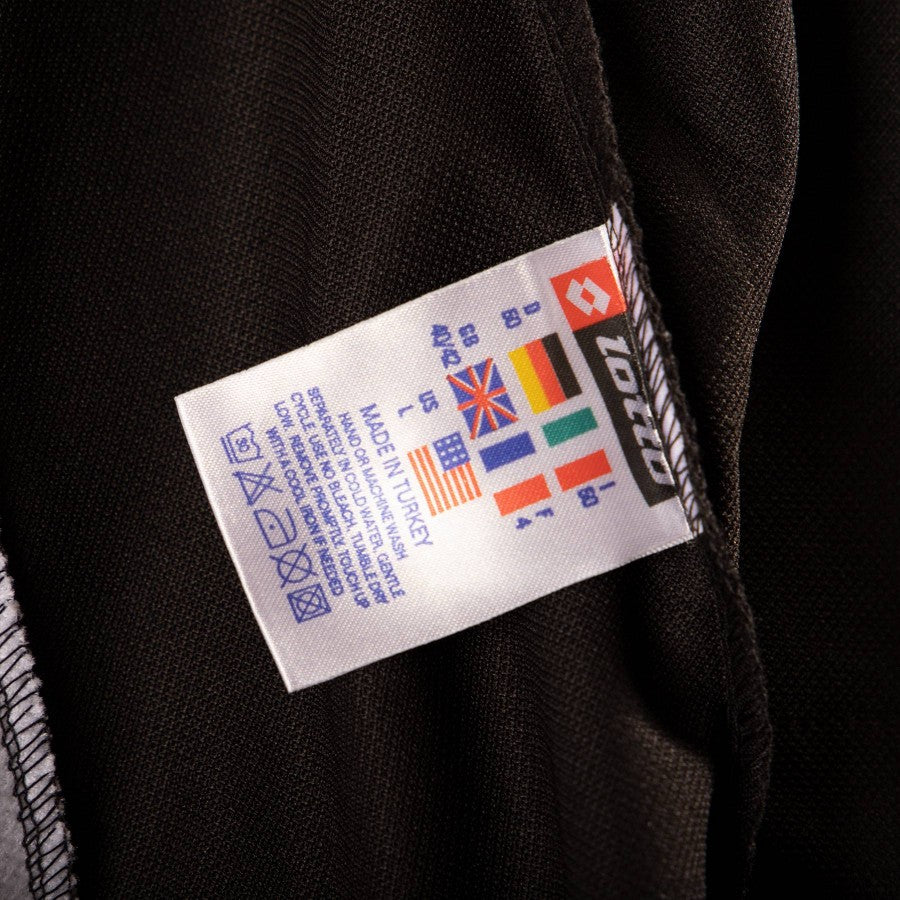 lotto
D
50
I
50
GB
40/42
F
4
US
L
MADE IN TURKEY
HAND OR MACHINE WASH
SEPARATELY IN COLD WATER, GENTLE
CYCLE. USE NO BLEACH, TUMBLE DRY
LOW. REMOVE PROMPTLY. TOUCH UP
WITH A COOL IRON IF NEEDED
30